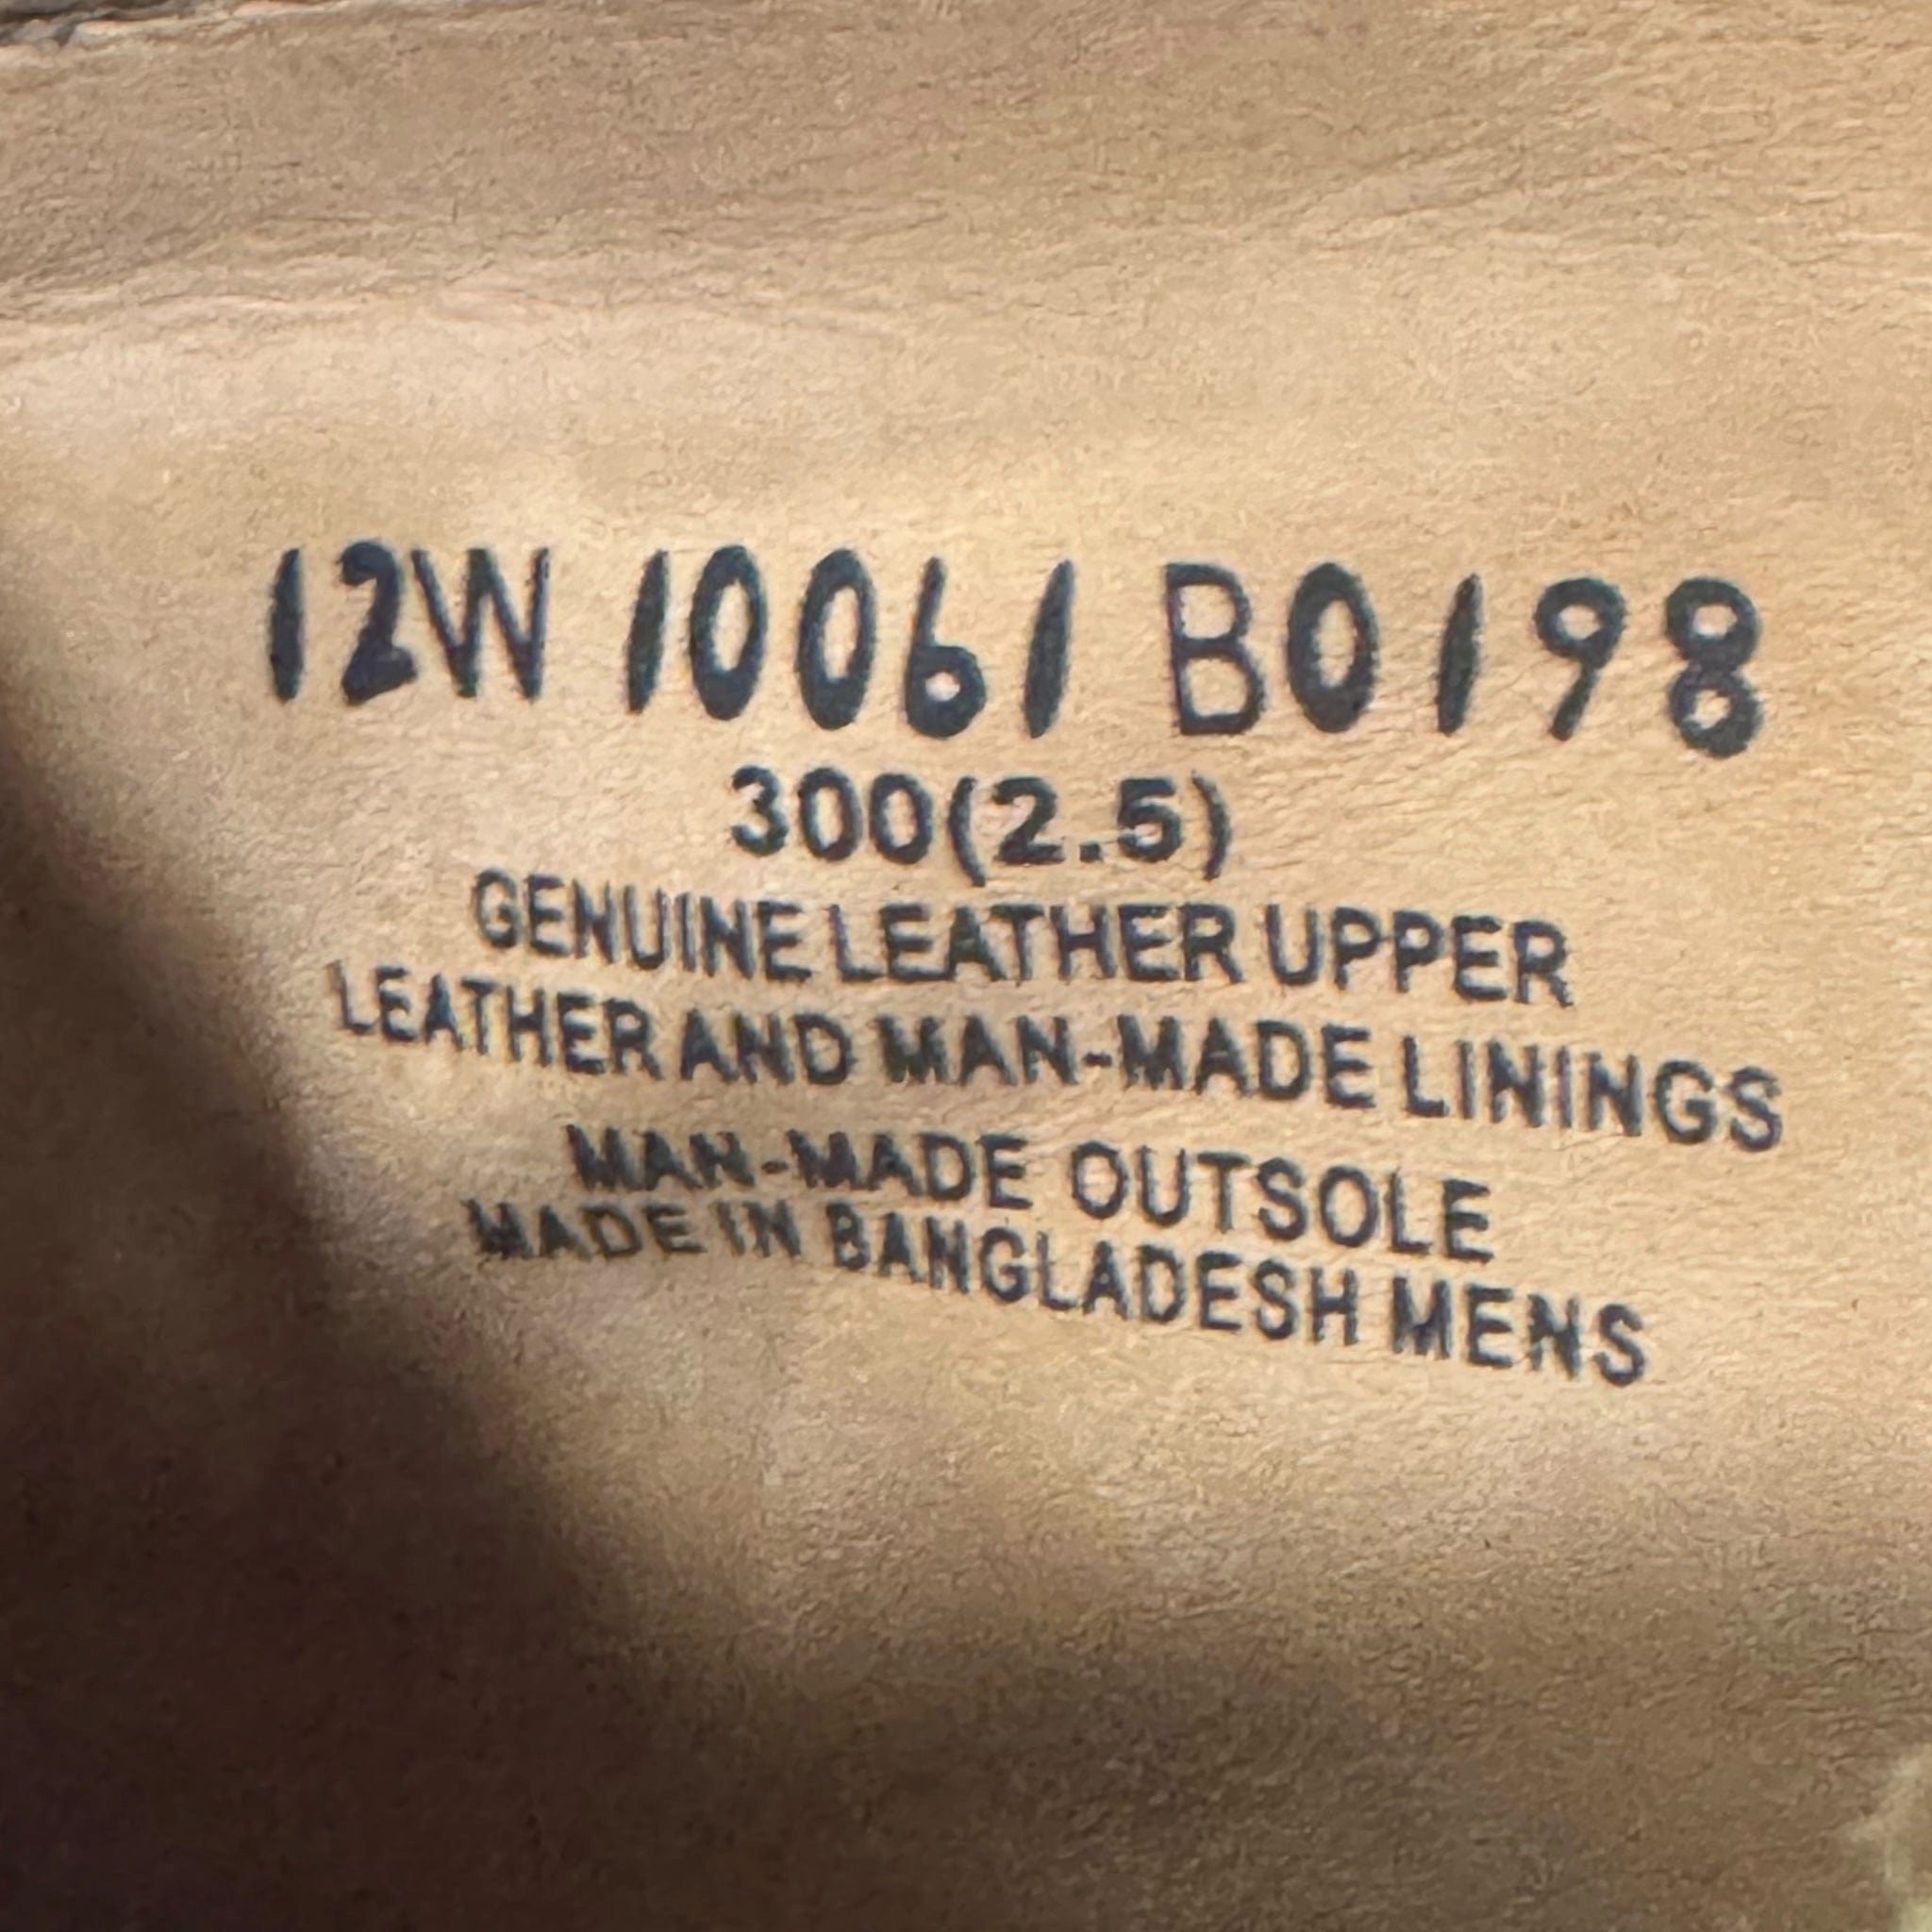 12W 10061 B0198
300(2.5)
GENUINE LEATHER UPPER
LEATHER AND MAN-MADE LININGS
MAN-MADE OUTSOLE
MADE IN BANGLADESH MENS